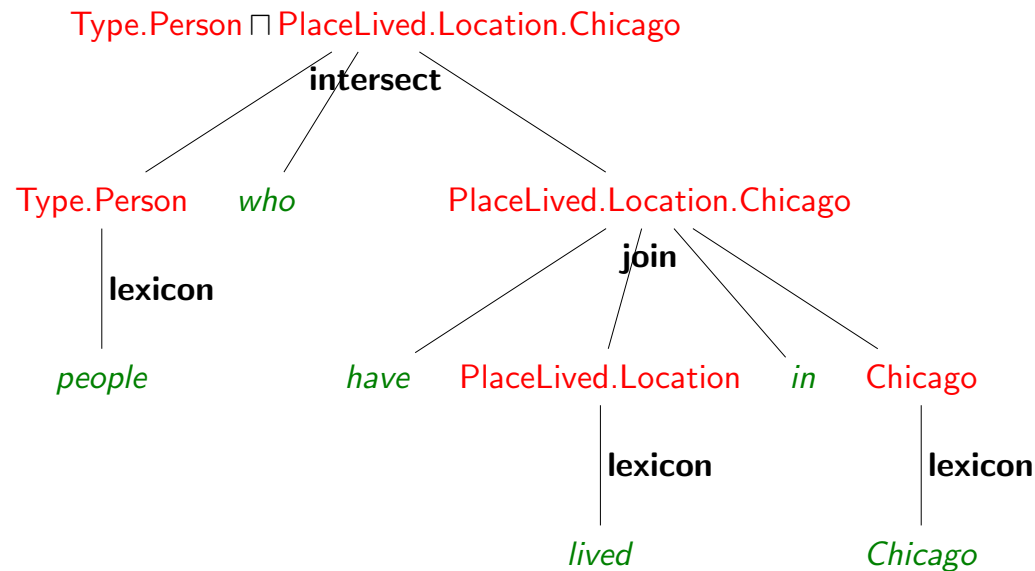 Type.Person ⊓ PlaceLived.Location.Chicago
intersect
Type.Person who PlaceLived.Location.Chicago
join
lexicon
people have PlaceLived.Location in Chicago
lexicon lexicon
lived Chicago